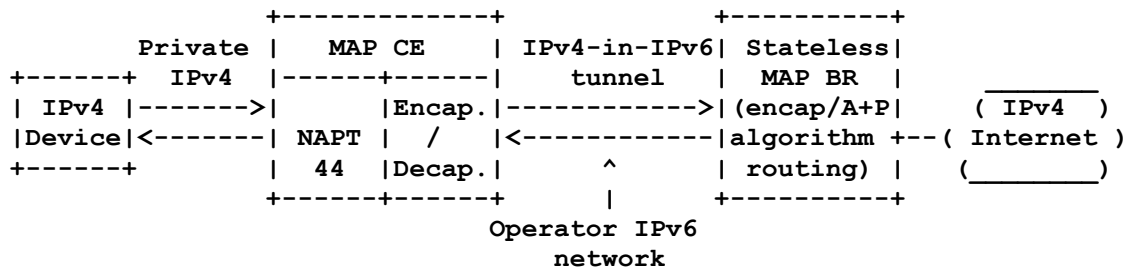 +-------------+                +----------+
          Private  |   MAP CE    | IPv4-in-IPv6| Stateless|
+------+   IPv4    |------+------|    tunnel      |  MAP BR  |     _______
| IPv4 |------->|      |Encap.|------------>|(encap/A+P|   ( IPv4  )
|Device|<-------| NAPT |  /   |<------------|algorithm +--( Internet )
+------+        |  44  |Decap.|      ^      | routing) |   (________)
                +------+------+      |      +----------+
                              Operator IPv6
                                 network